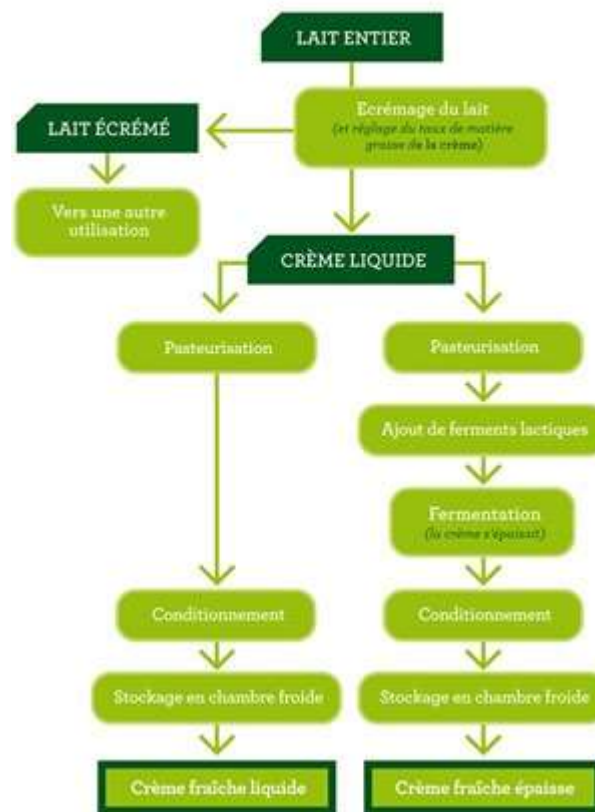 LAIT ENTIER
Ecrémage du lait
(et réglage du taux de matière
grasse de la crème)
LAIT ÉCRÉMÉ
Vers une autre
utilisation
CRÈME LIQUIDE
Pasteurisation
Pasteurisation
Ajout de ferments lactiques
Fermentation
(la crème s'épaissit)
Conditionnement
Conditionnement
Stockage en chambre froide
Stockage en chambre froide
Crème fraîche liquide
Crème fraîche épaisse